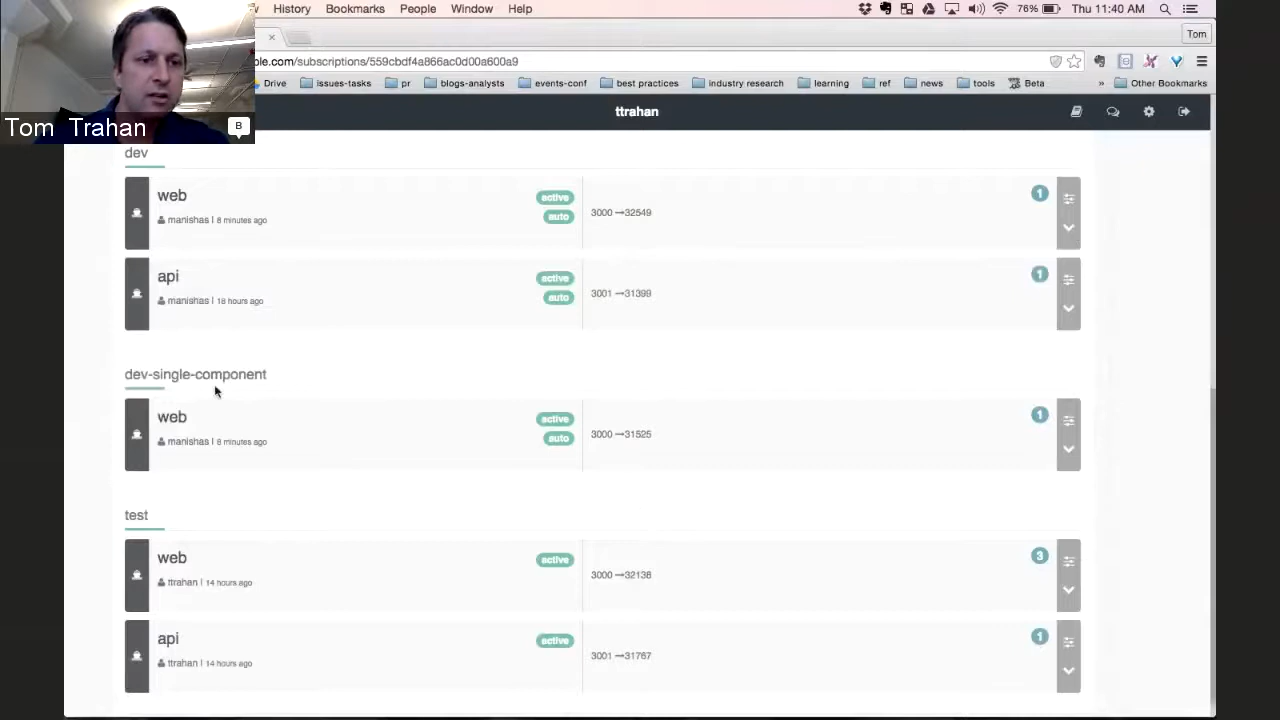 History Bookmarks People Window Help 76% Thu 11:40 AM
Tom
ble.com/subscriptions/559cbdf4a866ac0d00a600a9
Drive issues-tasks pr blogs-analysts events-conf best practices industry research learning ref news tools Beta » Other Bookmarks
ttrahan
Tom Trahan B
dev
web active 1
manishas | 6 minutes ago auto 3000 → 32549
api active 1
manishas | 18 hours ago auto 3001 → 31399
dev-single-component
web active 1
manishas | 6 minutes ago auto 3000 → 31525
test
web active 3
ttrahan | 14 hours ago 3000 → 32138
api active 1
ttrahan | 14 hours ago 3001 → 31767